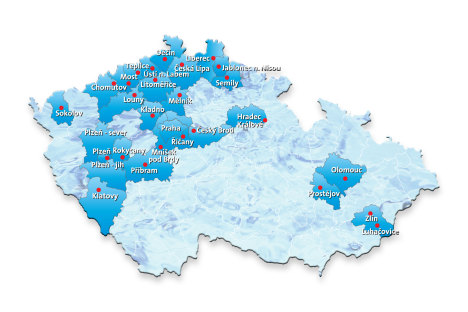 Děčín
Teplice
Liberec
Ústí n. Labem
Česká Lípa
Jablonec n. Nisou
Most
Chomutov
Litoměřice
Semily
Louny
Mělník
Sokolov
Kladno
Hradec
Králové
Praha
Český Brod
Plzeň - sever
Říčany
Plzeň
Rokycany
Mníšek
pod Brdy
Plzeň - jih
Příbram
Olomouc
Klatovy
Prostějov
Zlín
Luhačovice